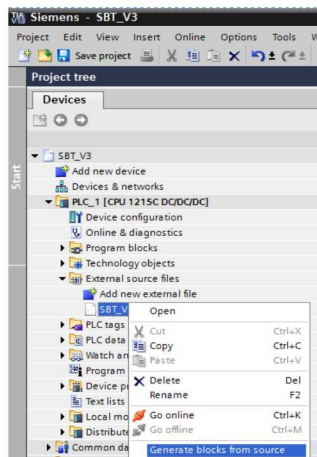 Siemens - SBT_V3
Project Edit View Insert Online Options Tools
Save project
Project tree
Devices
Start
SBT_V3
Add new device
Devices & networks
PLC_1 [CPU 1215C DC/DC/DC]
Device configuration
Online & diagnostics
Program blocks
Technology objects
External source files
Add new external file
SBT_V
PLC tags
PLC data
Watch an
Program
Device pr
Text lists
Local mo
Distribute
Common da
Open
Cut Ctrl+X
Copy Ctrl+C
Paste Ctrl+V
Delete Del
Rename F2
Go online Ctrl+K
Go offline Ctrl+M
Generate blocks from source